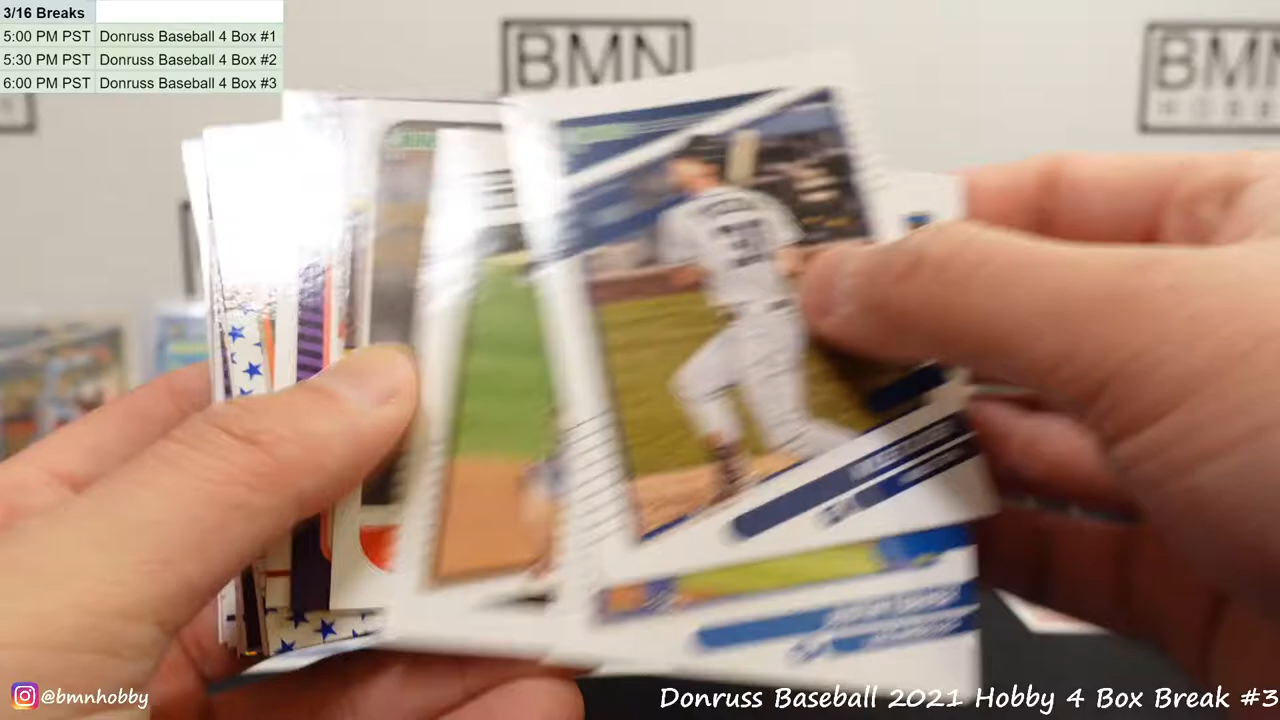 3/16 Breaks
5:00 PM PST Donruss Baseball 4 Box #1
5:30 PM PST Donruss Baseball 4 Box #2
6:00 PM PST Donruss Baseball 4 Box #3
BMN
BMN
HOBB
@bmnhobby
Donruss Baseball 2021 Hobby 4 Box Break #3